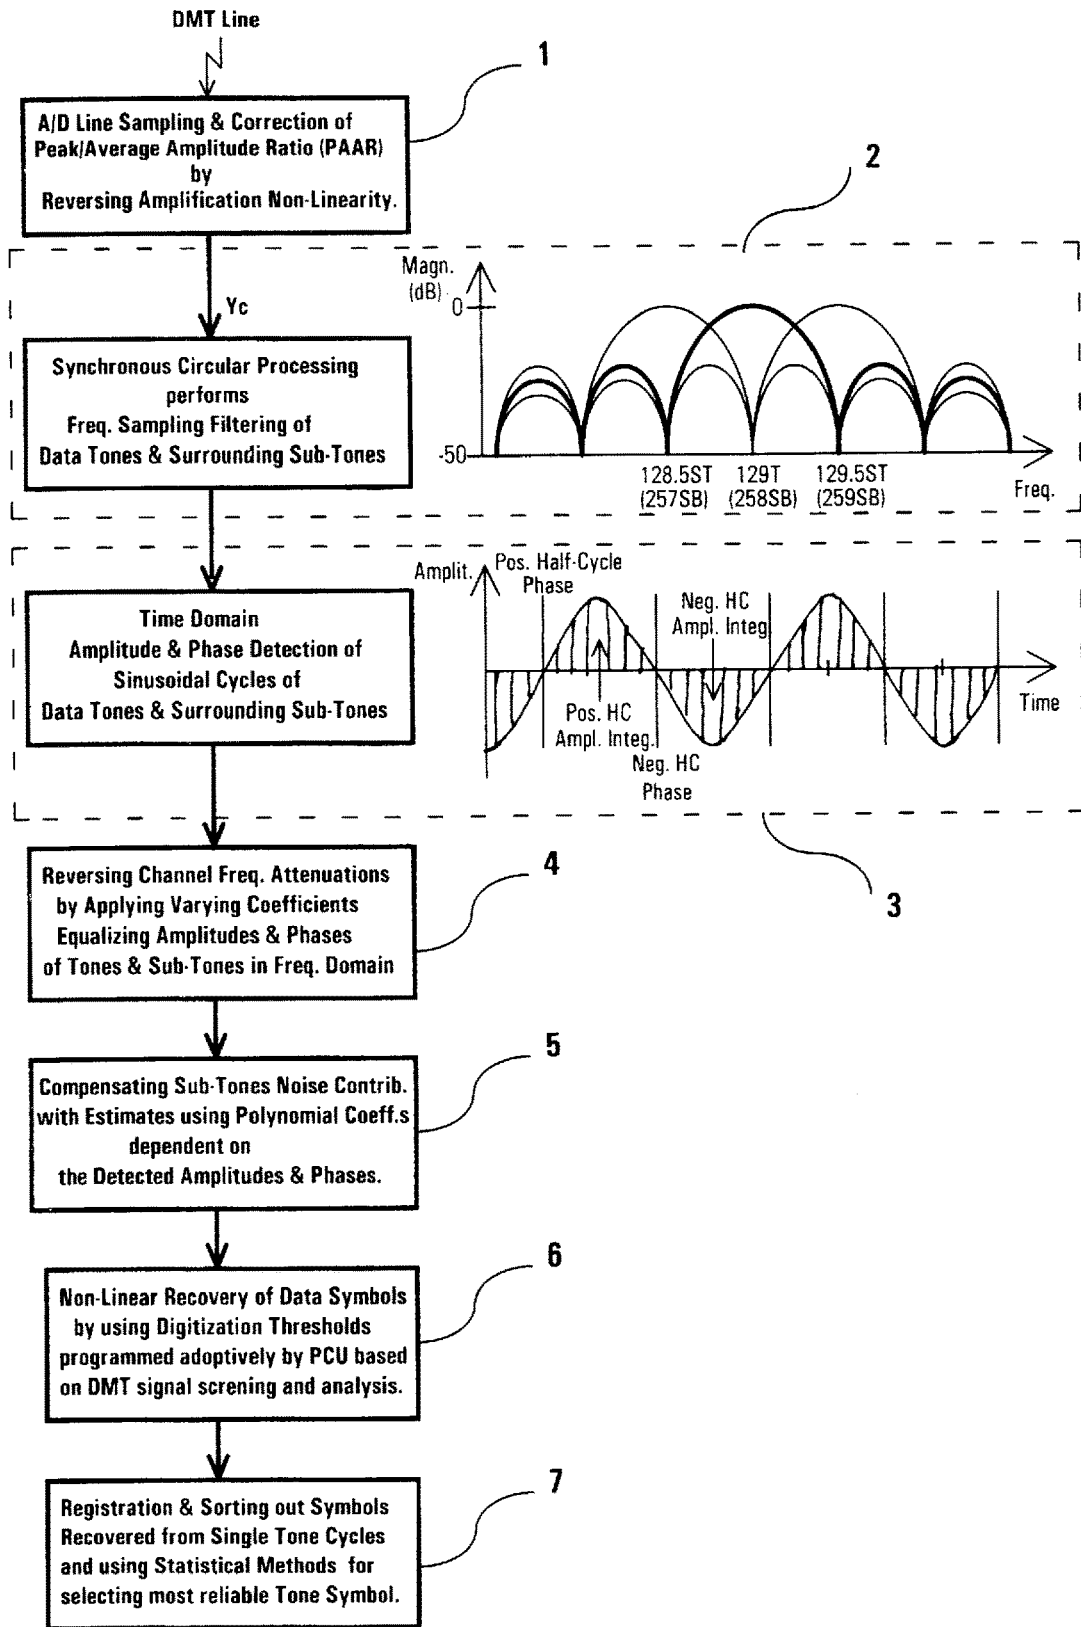 DMT Line
1
A/D Line Sampling & Correction of
Peak/Average Amplitude Ratio (PAAR)
by
Reversing Amplification Non-Linearity.
2
Yc
Synchronous Circular Processing
performs
Freq. Sampling Filtering of
Data Tones & Surrounding Sub-Tones
Magn.
(dB)
0
-50
128.5ST 129T 129.5ST
(257SB) (258SB) (259SB)
Freq.
Time Domain
Amplitude & Phase Detection of
Sinusoidal Cycles of
Data Tones & Surrounding Sub-Tones
Amplit.
Pos. Half-Cycle
Phase
Neg. HC
Ampl. Integ.
Pos. HC
Ampl. Integ.
Neg. HC
Phase
Time
3
4
Reversing Channel Freq. Attenuations
by Applying Varying Coefficients
Equalizing Amplitudes & Phases
of Tones & Sub-Tones in Freq. Domain
5
Compensating Sub-Tones Noise Contrib.
with Estimates using Polynomial Coeff.s
dependent on
the Detected Amplitudes & Phases.
6
Non-Linear Recovery of Data Symbols
by using Digitization Thresholds
programmed adoptively by PCU based
on DMT signal screning and analysis.
7
Registration & Sorting out Symbols
Recovered from Single Tone Cycles
and using Statistical Methods for
selecting most reliable Tone Symbol.